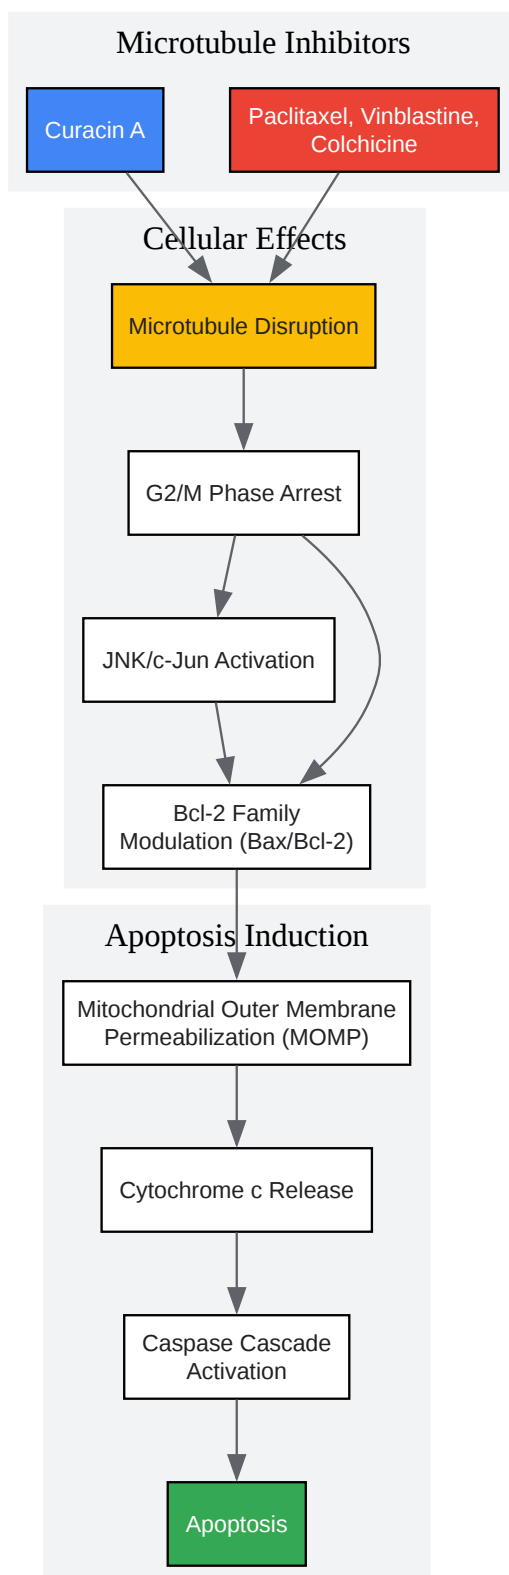 Microtubule Inhibitors
Curacin A
Paclitaxel, Vinblastine,
Colchicine
Cellular Effects
Microtubule Disruption
G2/M Phase Arrest
JNK/c-Jun Activation
Bcl-2 Family
Modulation (Bax/Bcl-2)
Apoptosis Induction
Mitochondrial Outer Membrane
Permeabilization (MOMP)
Cytochrome c Release
Caspase Cascade
Activation
Apoptosis